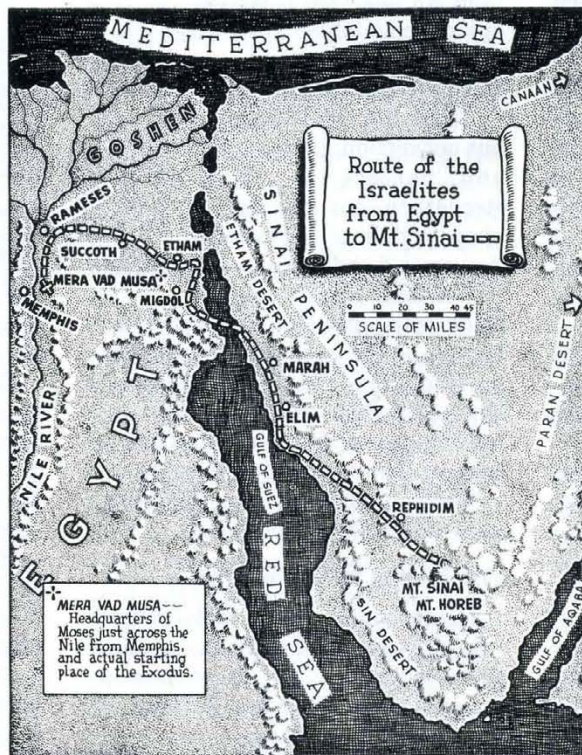 MEDITERRANEAN SEA
CANAAN
GOSHEN
Route of the
Israelites
from Egypt
to Mt. Sinai
RAMESES
SUCCOTH
ETHAM
MERA VAD MUSA
MIGDOL
MEMPHIS
SINAI PENINSULA
ETHAM DESERT
0 10 20 30 40 45
SCALE OF MILES
PARAN DESERT
MARAH
ELIM
EGYPT
NILE RIVER
GULF OF SUEZ
RED SEA
REPHIDIM
MT. SINAI
MT. HOREB
SIN DESERT
GULF OF AQABA
MERA VAD MUSA--
Headquarters of
Moses just across the
Nile from Memphis,
and actual starting
place of the Exodus.